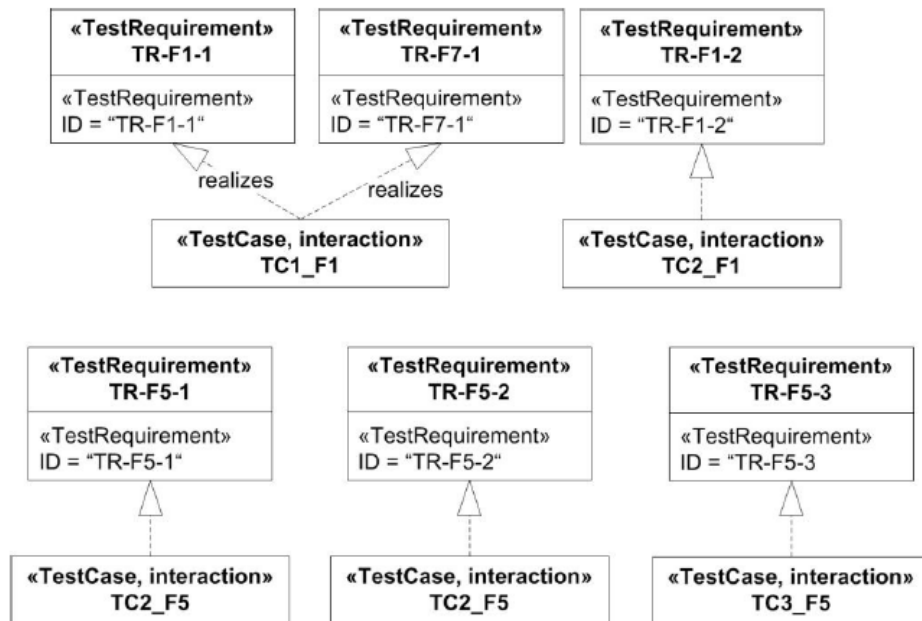 «TestRequirement»
TR-F1-1
«TestRequirement»
ID = “TR-F1-1“
«TestRequirement»
TR-F7-1
«TestRequirement»
ID = “TR-F7-1“
«TestRequirement»
TR-F1-2
«TestRequirement»
ID = “TR-F1-2“
realizes
realizes
«TestCase, interaction»
TC1_F1
«TestCase, interaction»
TC2_F1
«TestRequirement»
TR-F5-1
«TestRequirement»
ID = “TR-F5-1“
«TestRequirement»
TR-F5-2
«TestRequirement»
ID = “TR-F5-2“
«TestRequirement»
TR-F5-3
«TestRequirement»
ID = “TR-F5-3
«TestCase, interaction»
TC2_F5
«TestCase, interaction»
TC2_F5
«TestCase, interaction»
TC3_F5